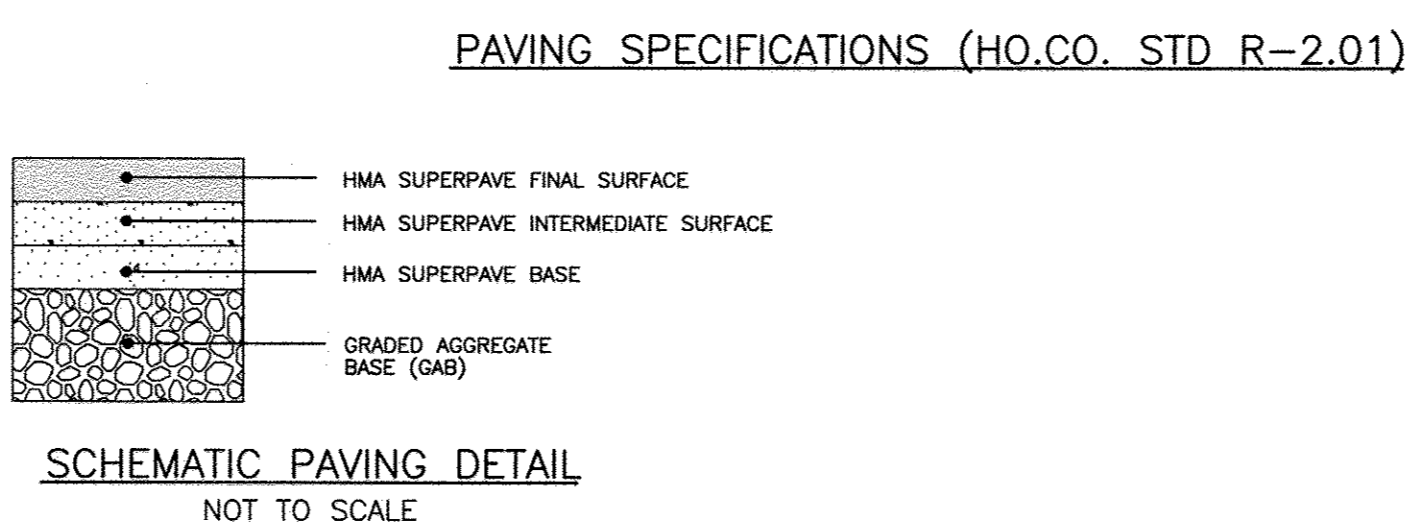 PAVING SPECIFICATIONS (HO.CO. STD R-2.01)
HMA SUPERPAVE FINAL SURFACE
HMA SUPERPAVE INTERMEDIATE SURFACE
HMA SUPERPAVE BASE
GRADED AGGREGATE
BASE (GAB)
SCHEMATIC PAVING DETAIL
NOT TO SCALE